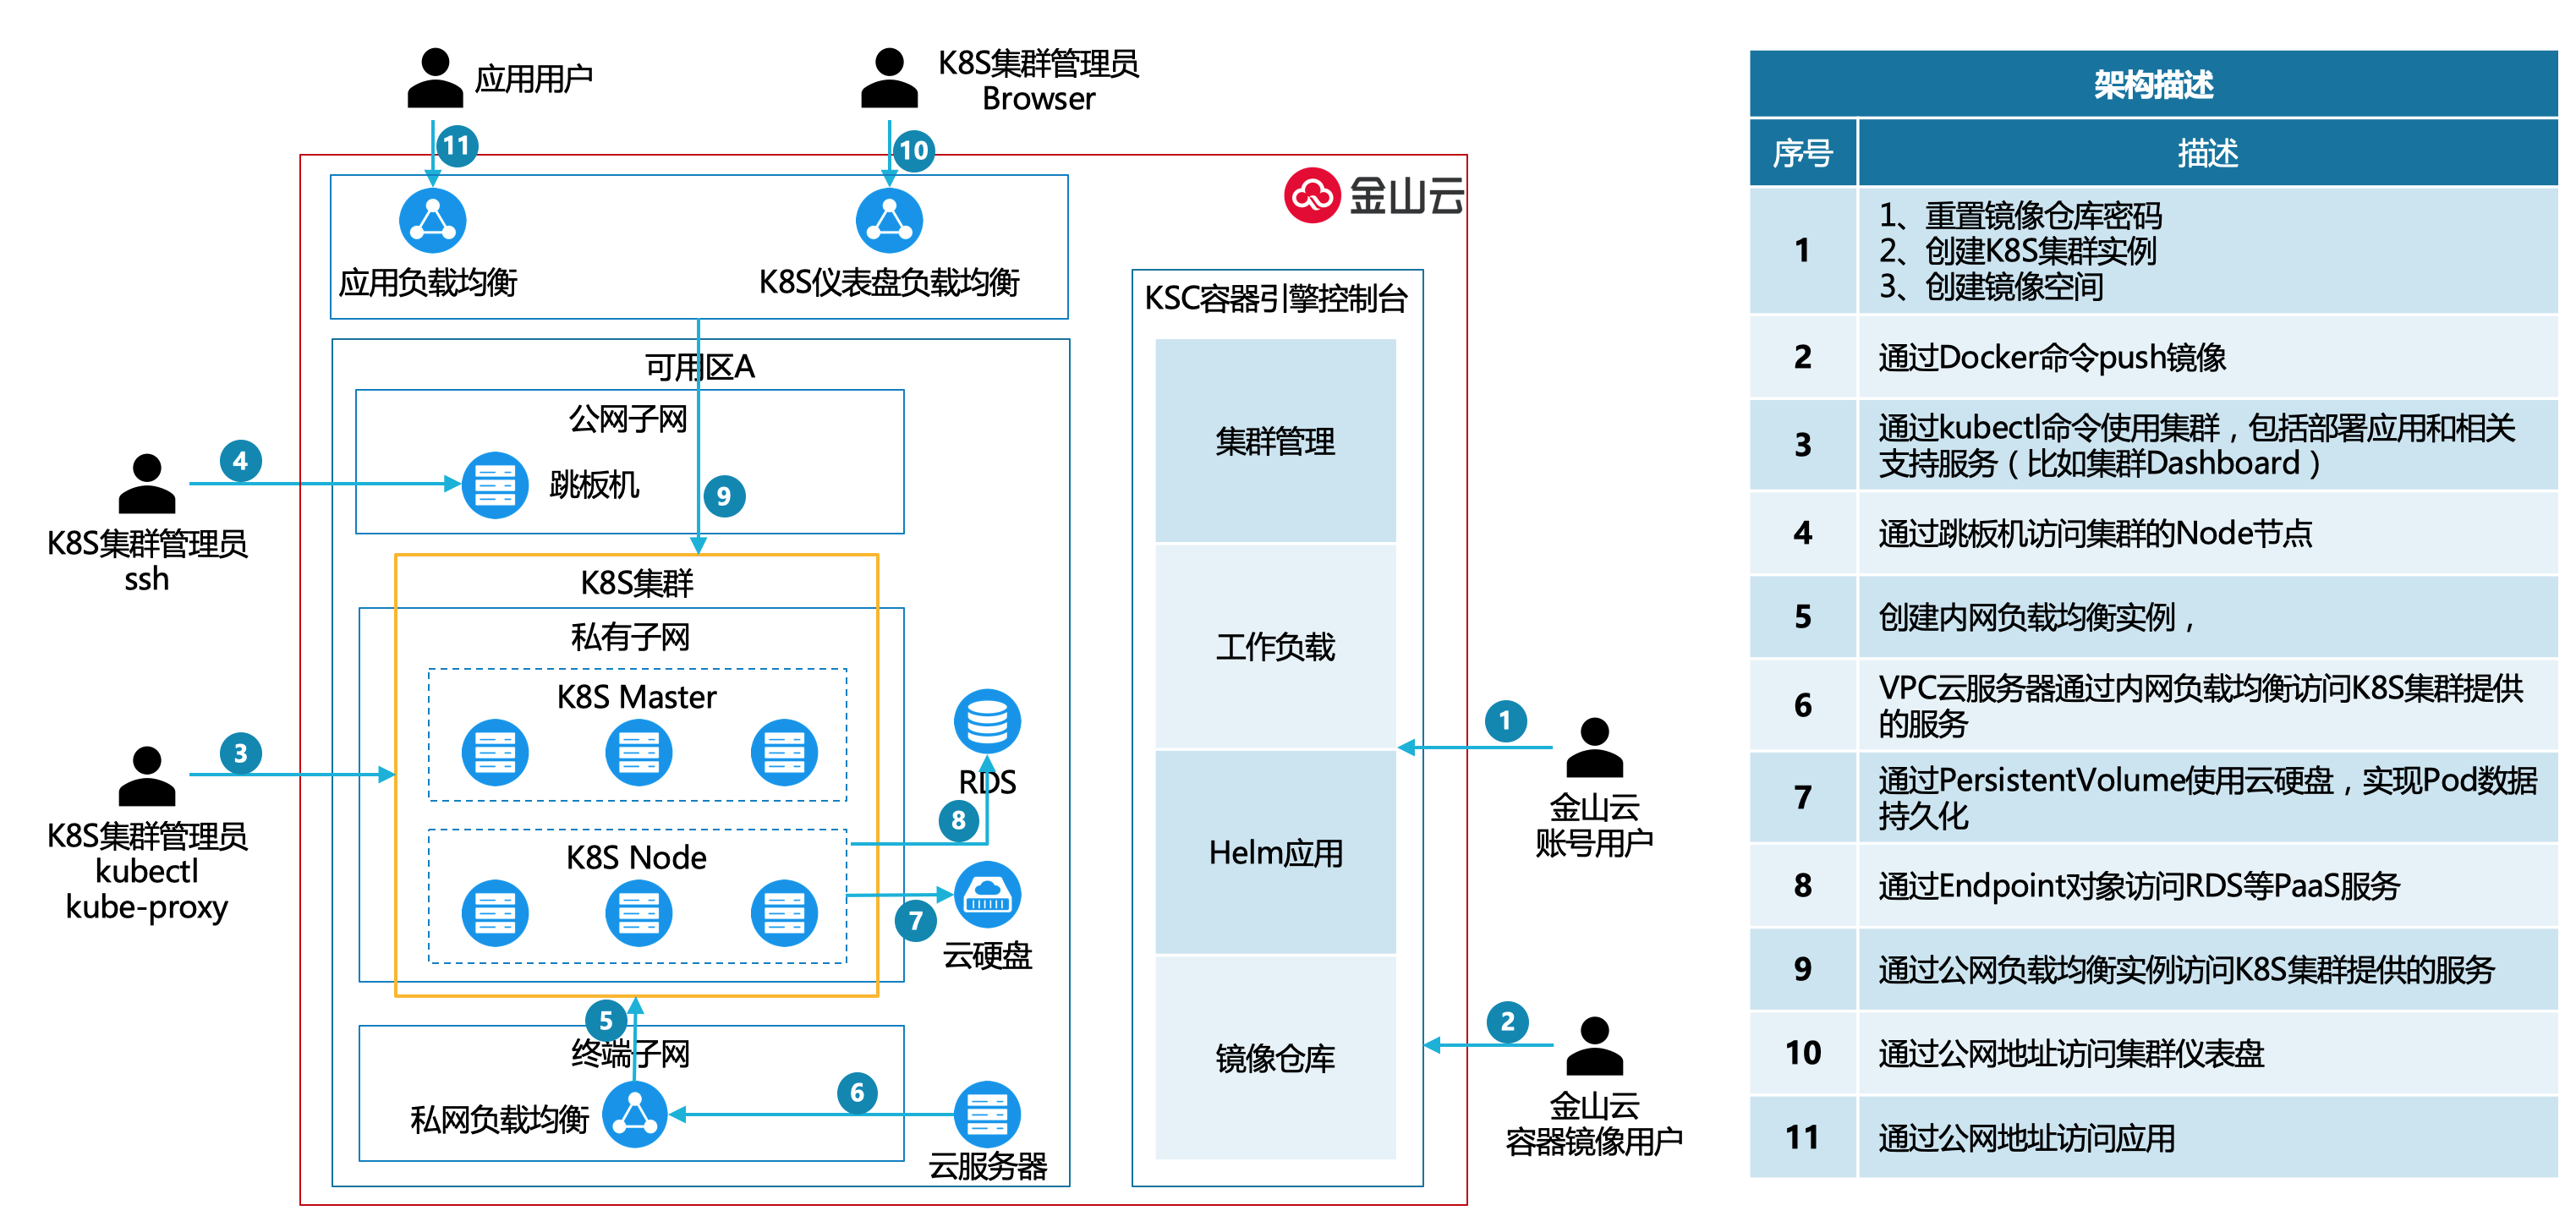 应用用户
K8S集群管理员
Browser
11
10
金山云
应用负载均衡
K8S仪表盘负载均衡
可用区A
公网子网
跳板机
4
9
K8S集群管理员
ssh
K8S集群
私有子网
K8S Master
3
K8S集群管理员
kubectl
kube-proxy
RDS
8
K8S Node
7
云硬盘
5
终端子网
私网负载均衡
6
云服务器
KSC容器引擎控制台
集群管理
工作负载
Helm应用
镜像仓库
1
金山云
账号用户
2
金山云
容器镜像用户
架构描述
序号 描述
1
1、重置镜像仓库密码
2、创建K8S集群实例
3、创建镜像空间
2 通过Docker命令push镜像
3 通过kubectl命令使用集群，包括部署应用和相关
支持服务（比如集群Dashboard）
4 通过跳板机访问集群的Node节点
5 创建内网负载均衡实例，
6 VPC云服务器通过内网负载均衡访问K8S集群提供
的服务
7 通过PersistentVolume使用云硬盘，实现Pod数据
持久化
8 通过Endpoint对象访问RDS等PaaS服务
9 通过公网负载均衡实例访问K8S集群提供的服务
10 通过公网地址访问集群仪表盘
11 通过公网地址访问应用